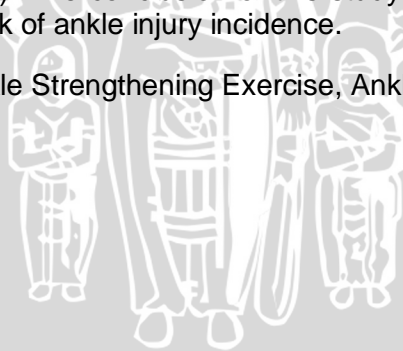 k of ankle injury incidence.
le Strengthening Exercise, Ank